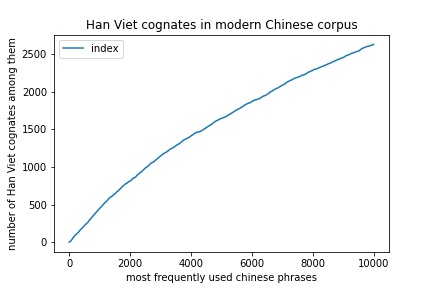 Han Viet cognates in modern Chinese corpus
index
number of Han Viet cognates among them
2500
2000
1500
1000
500
0
0 2000 4000 6000 8000 10000
most frequently used chinese phrases